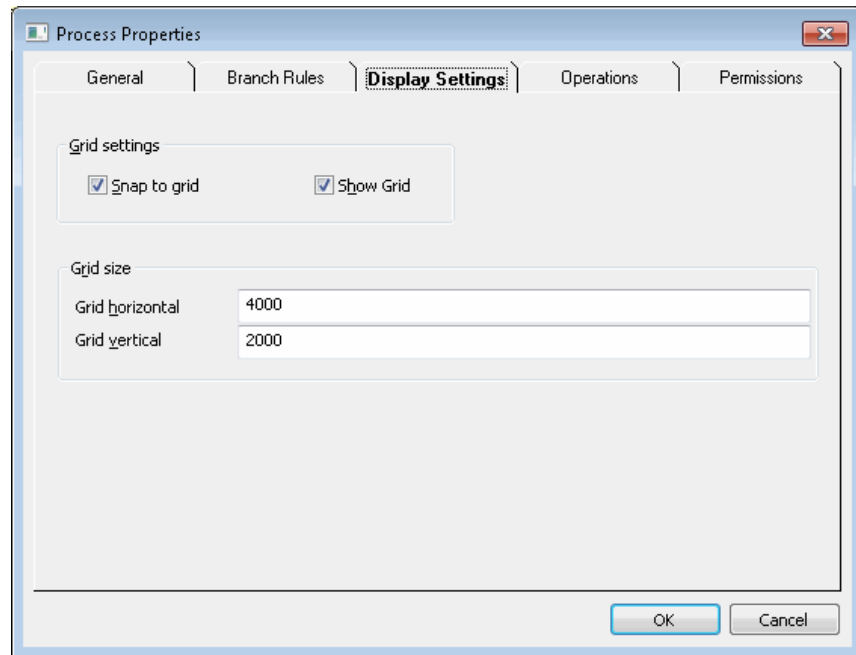 Process Properties
General Branch Rules Display Settings Operations Permissions
Grid settings
Snap to grid Show Grid
Grid size
Grid horizontal 4000
Grid vertical 2000
OK Cancel